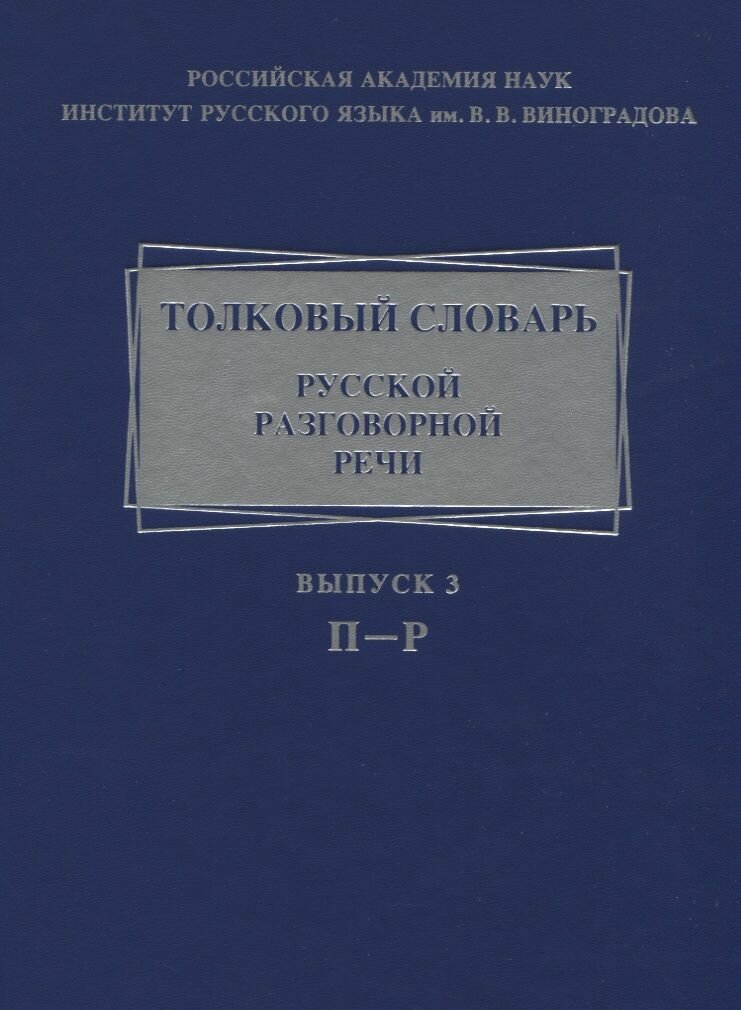 РОССИЙСКАЯ АКАДЕМИЯ НАУК
ИНСТИТУТ РУССКОГО ЯЗЫКА им. В. В. ВИНОГРАДОВА
ТОЛКОВЫЙ СЛОВАРЬ
РУССКОЙ
РАЗГОВОРНОЙ
РЕЧИ
ВЫПУСК 3
П—Р